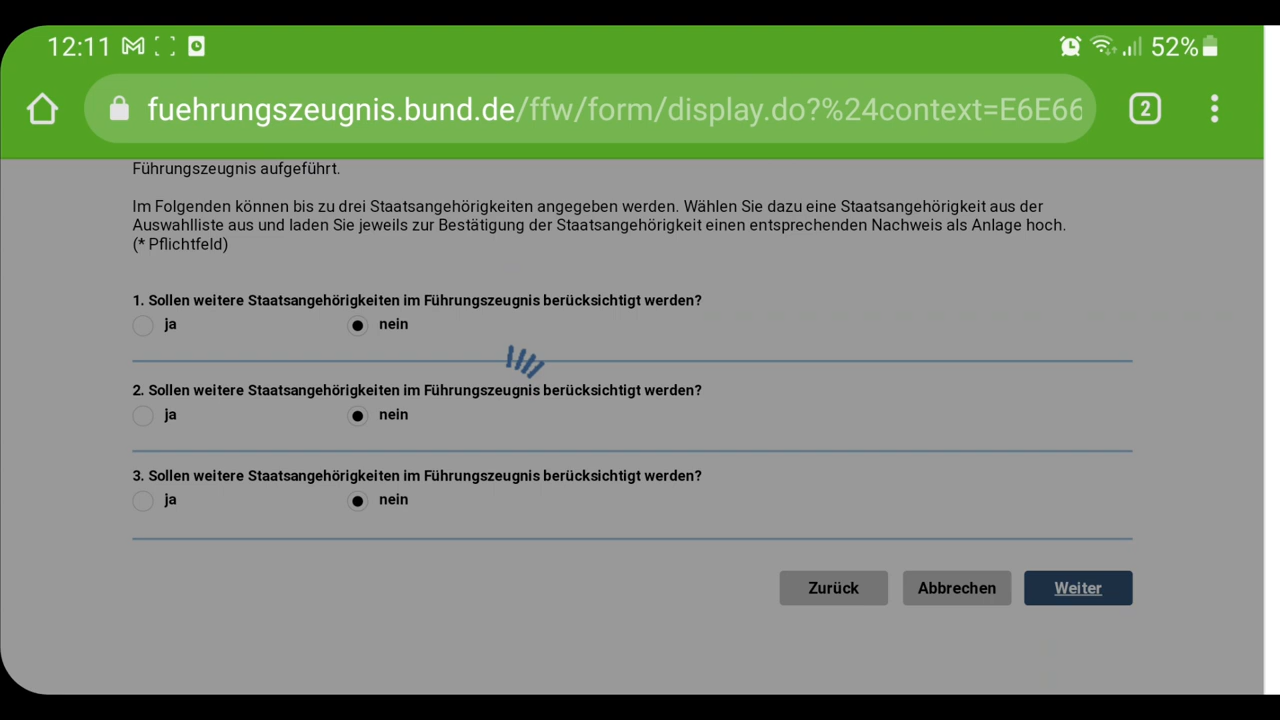 12:11 52%
fuehrungszeugnis.bund.de/ffw/form/display.do?%24context=E6E66 2
Führungszeugnis aufgeführt.
Im Folgenden können bis zu drei Staatsangehörigkeiten angegeben werden. Wählen Sie dazu eine Staatsangehörigkeit aus der
Auswahlliste aus und laden Sie jeweils zur Bestätigung der Staatsangehörigkeit einen entsprechenden Nachweis als Anlage hoch.
(* Pflichtfeld)
1. Sollen weitere Staatsangehörigkeiten im Führungszeugnis berücksichtigt werden?
ja nein
2. Sollen weitere Staatsangehörigkeiten im Führungszeugnis berücksichtigt werden?
ja nein
3. Sollen weitere Staatsangehörigkeiten im Führungszeugnis berücksichtigt werden?
ja nein
Zurück Abbrechen Weiter